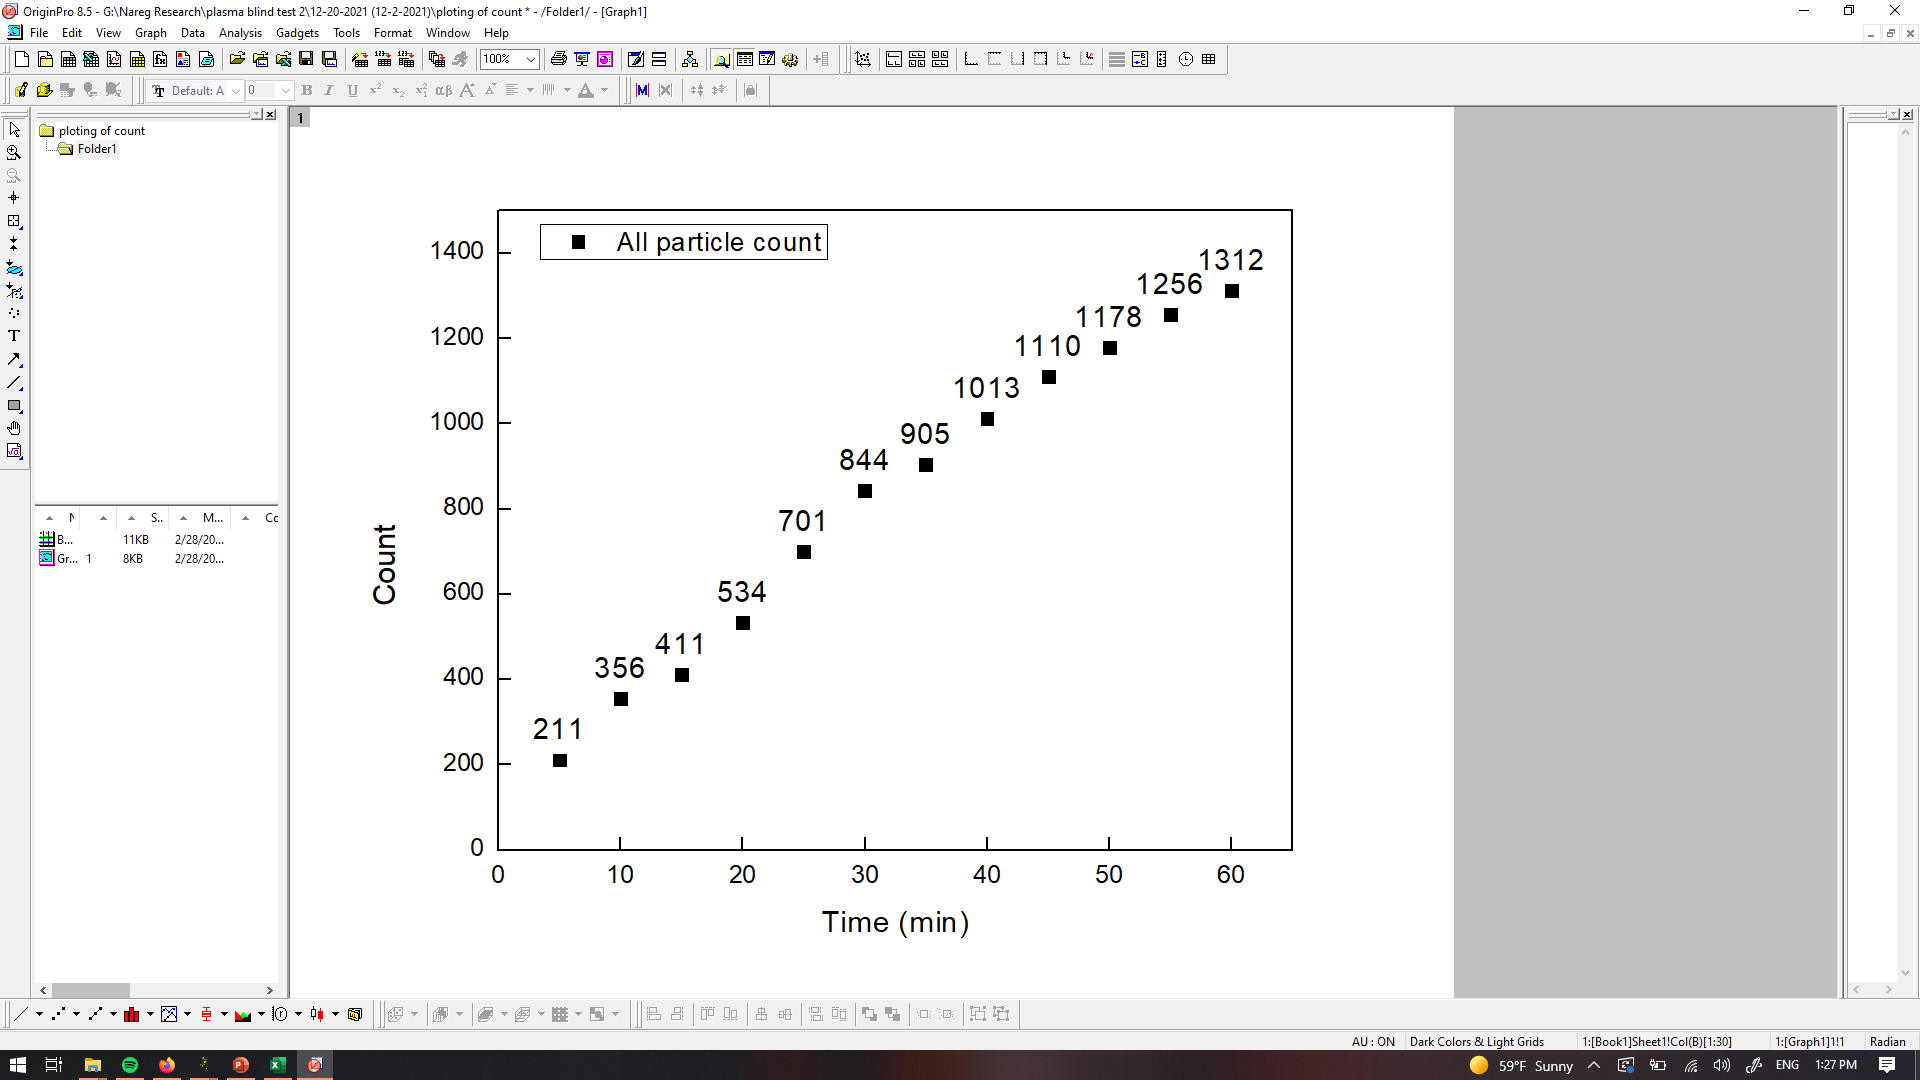 OriginPro 8.5 - G:\Nareg Research\plasma blind test 2\12-20-2021 (12-2-2021)\ploting of count * - /Folder1/ - [Graph1]
File Edit View Graph Data Analysis Gadgets Tools Format Window Help
100%
Default: A 0
ploting of count
Folder1
S.. M... Cc
B... 11KB 2/28/20...
Gr... 1 8KB 2/28/20...
1
All particle count
1400
1200
1000
800
600
400
200
0
Count
211
356
411
534
701
844
905
1013
1110
1178
1256
1312
0 10 20 30 40 50 60
Time (min)
AU : ON Dark Colors & Light Grids 1:[Book1]Sheet1!Col(B)[1:30] 1:[Graph1]1!1 Radian
59°F Sunny ENG 1:27 PM